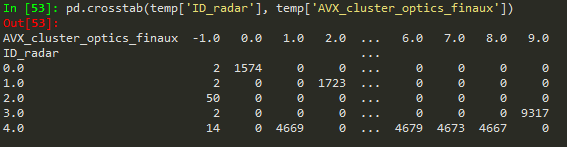 In [53]: pd.crosstab(temp['ID_radar'], temp['AVX_cluster_optics_finaux'])
Out[53]:
AVX_cluster_optics_finaux  -1.0   0.0   1.0   2.0  ...   6.0   7.0   8.0   9.0
ID_radar                                           ...
0.0                           2  1574     0     0  ...     0     0     0     0
1.0                           2     0     0  1723  ...     0     0     0     0
2.0                          50     0     0     0  ...     0     0     0     0
3.0                           2     0     0     0  ...     0     0     0  9317
4.0                          14     0  4669     0  ...  4679  4673  4667     0